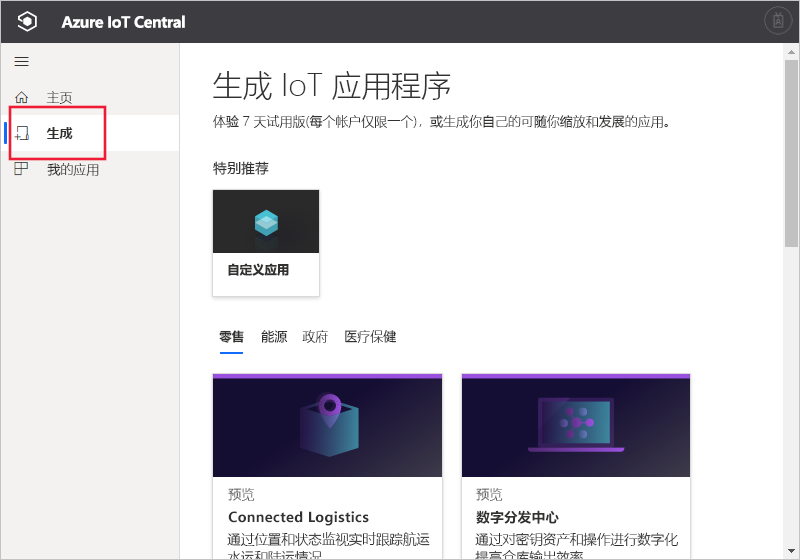 Azure IoT Central
主页
生成
我的应用
生成 IoT 应用程序
体验 7 天试用版(每个帐户仅限一个)，或生成你自己的可随你缩放和发展的应用。
特别推荐
自定义应用
零售 能源 政府 医疗保健
预览
Connected Logistics
通过位置和状态监视实时跟踪航运
水运和陆运情况
预览
数字分发中心
通过对密钥资产和操作进行数字化
提高仓库输出效率